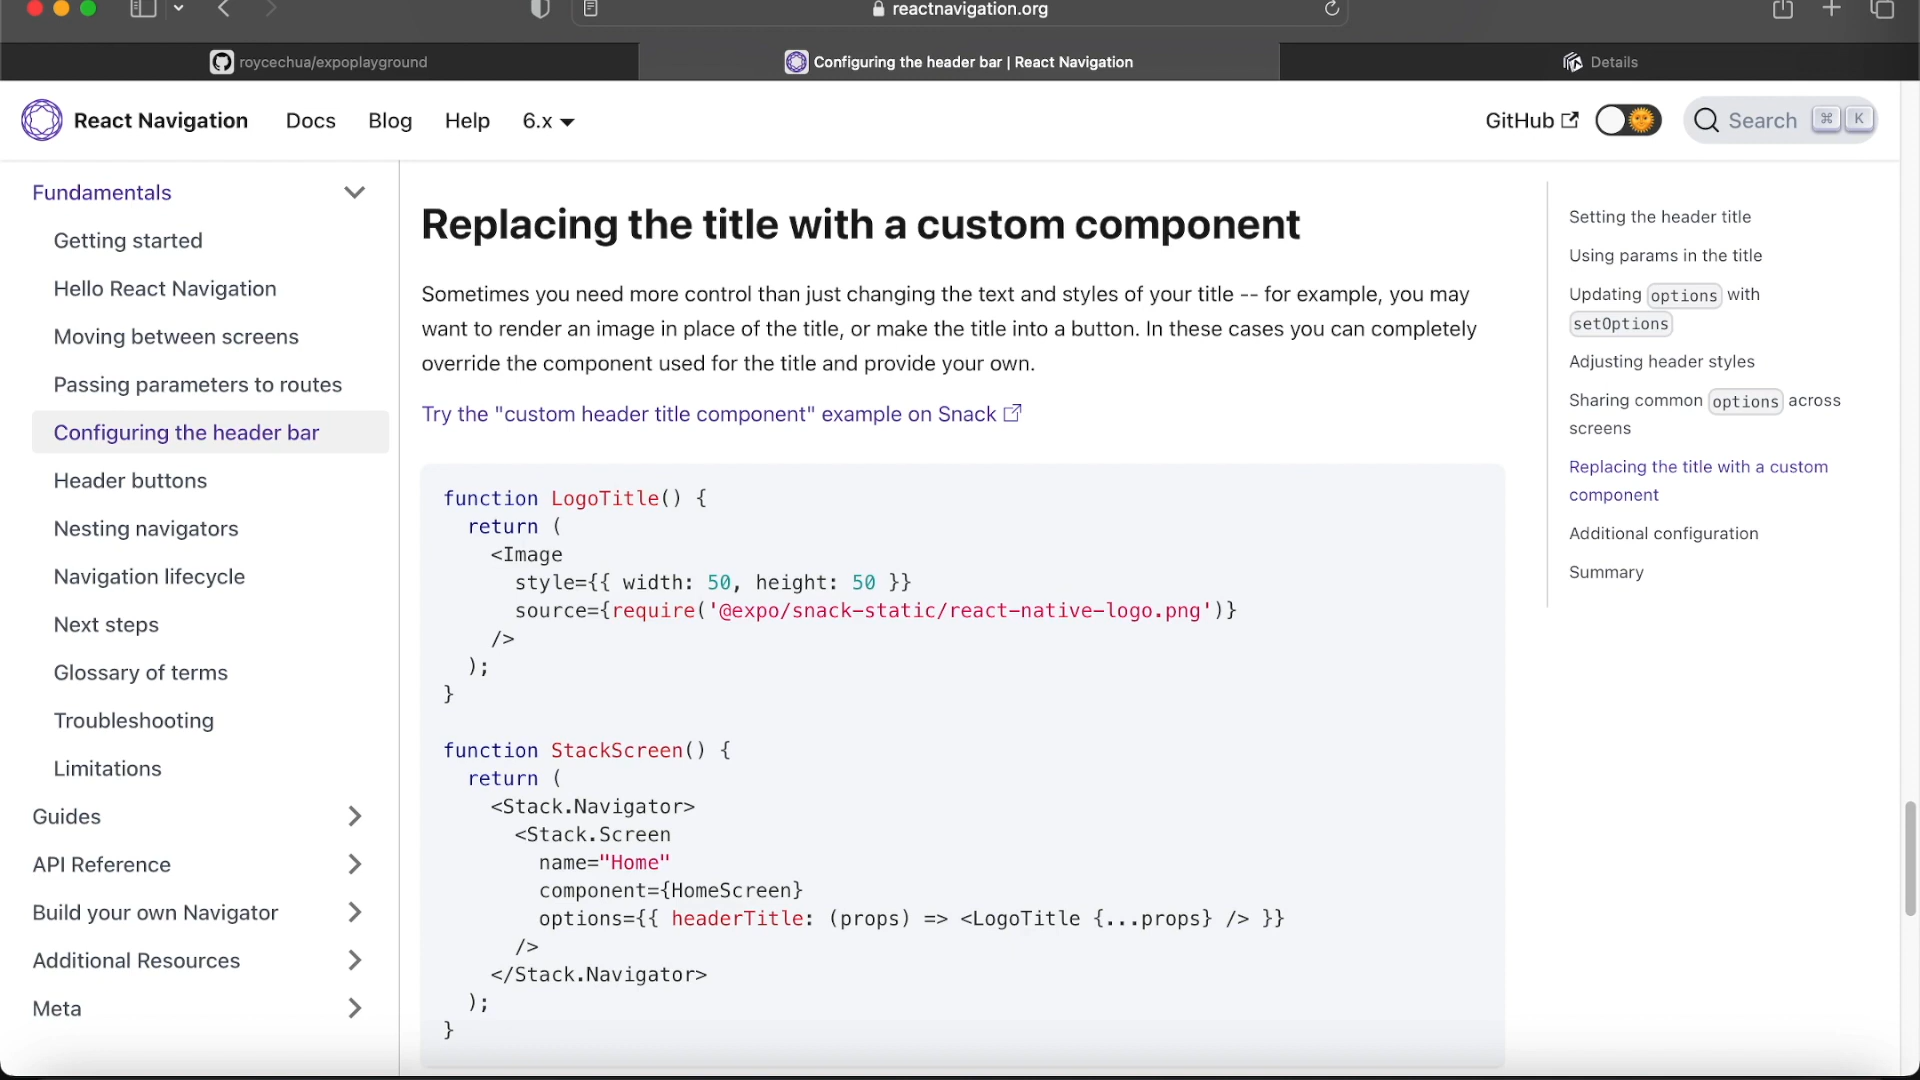 reactnavigation.org
roycechua/expoplayground
Configuring the header bar | React Navigation
Details
React Navigation
Docs
Blog
Help
6.x
GitHub
Search
⌘
K
Fundamentals
Getting started
Hello React Navigation
Moving between screens
Passing parameters to routes
Configuring the header bar
Header buttons
Nesting navigators
Navigation lifecycle
Next steps
Glossary of terms
Troubleshooting
Limitations
Guides
API Reference
Build your own Navigator
Additional Resources
Meta
Replacing the title with a custom component
Sometimes you need more control than just changing the text and styles of your title -- for example, you may
want to render an image in place of the title, or make the title into a button. In these cases you can completely
override the component used for the title and provide your own.
Try the "custom header title component" example on Snack
function LogoTitle() {
  return (
    <Image
      style={{ width: 50, height: 50 }}
      source={require('@expo/snack-static/react-native-logo.png')}
    />
  );
}
function StackScreen() {
  return (
    <Stack.Navigator>
      <Stack.Screen
        name="Home"
        component={HomeScreen}
        options={{ headerTitle: (props) => <LogoTitle {...props} /> }}
      />
    </Stack.Navigator>
  );
}
Setting the header title
Using params in the title
Updating options with
setOptions
Adjusting header styles
Sharing common options across
screens
Replacing the title with a custom
component
Additional configuration
Summary